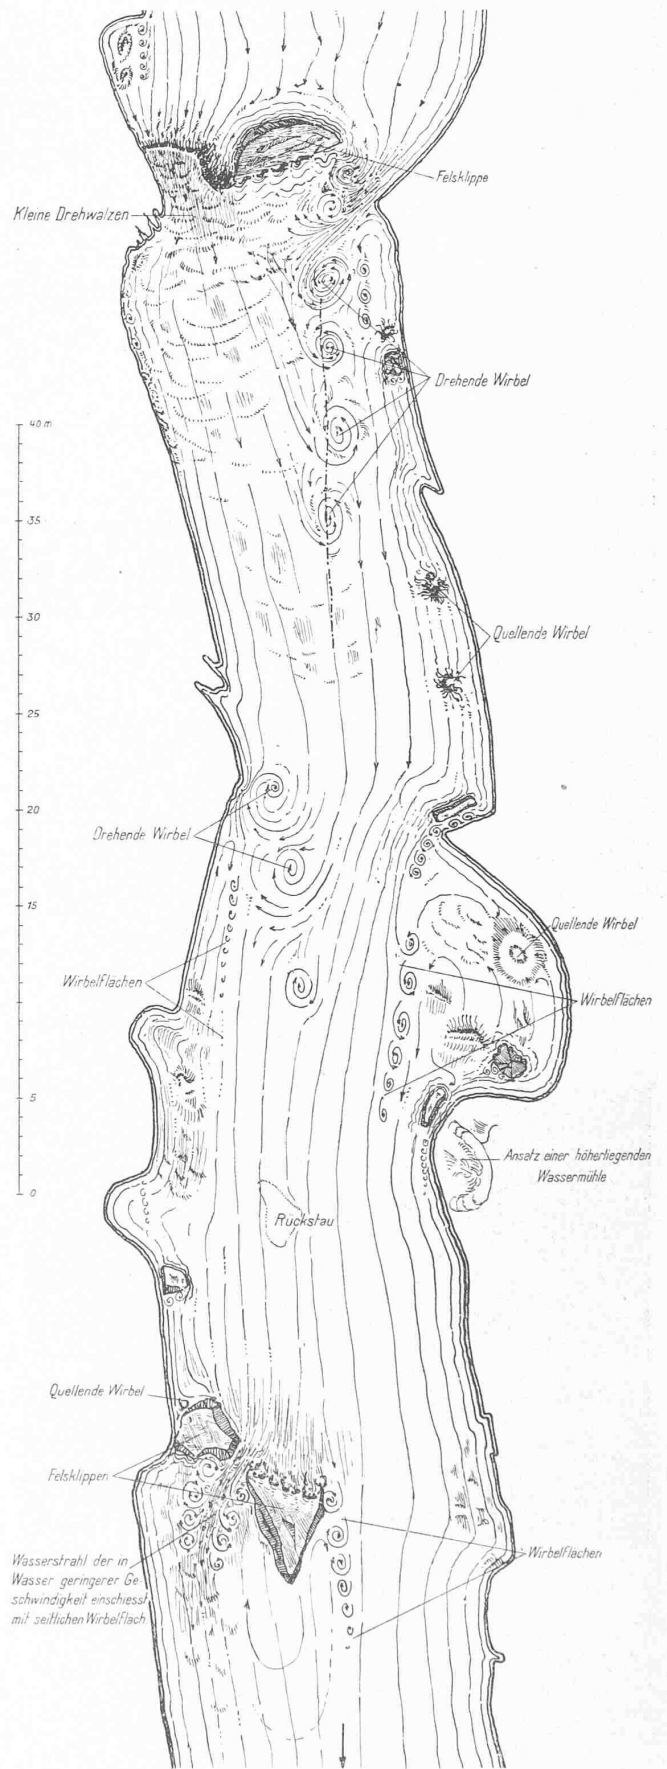 Felsklippe
Kleine Drehwalzen
Drehende Wirbel
40 m
35
30
25
20
15
5
0
Quellende Wirbel
Drehende Wirbel
Quellende Wirbel
Wirbelflächen
Wirbelflächen
Ansatz einer höherliegenden
Wassermühle
Rückstau
Quellende Wirbel
Felsklippen
Wirbelflächen
Wasserstrahl der in
Wasser geringerer Ge-
schwindigkeit einschiesst
mit seitlichen Wirbelfläch.